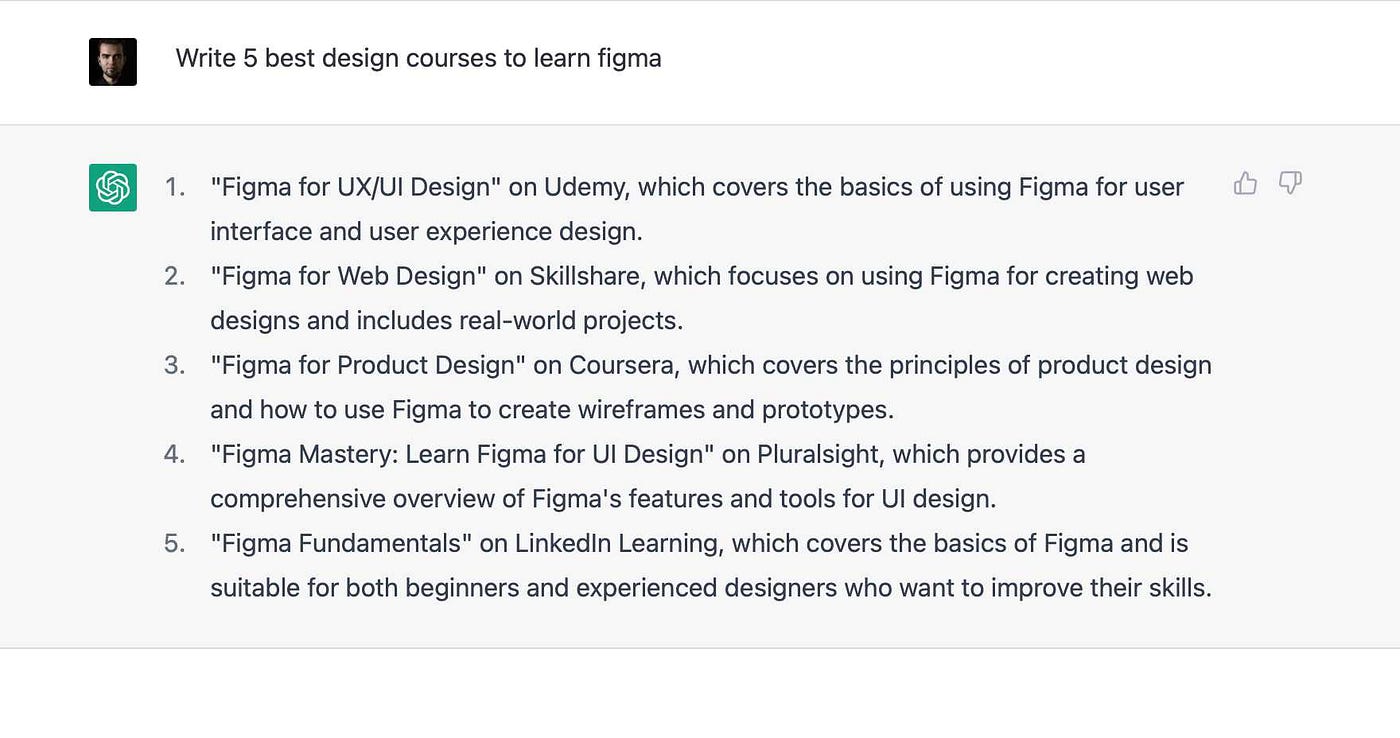 Write 5 best design courses to learn figma
1. "Figma for UX/UI Design" on Udemy, which covers the basics of using Figma for user
interface and user experience design.
2. "Figma for Web Design" on Skillshare, which focuses on using Figma for creating web
designs and includes real-world projects.
3. "Figma for Product Design" on Coursera, which covers the principles of product design
and how to use Figma to create wireframes and prototypes.
4. "Figma Mastery: Learn Figma for UI Design" on Pluralsight, which provides a
comprehensive overview of Figma's features and tools for UI design.
5. "Figma Fundamentals" on LinkedIn Learning, which covers the basics of Figma and is
suitable for both beginners and experienced designers who want to improve their skills.